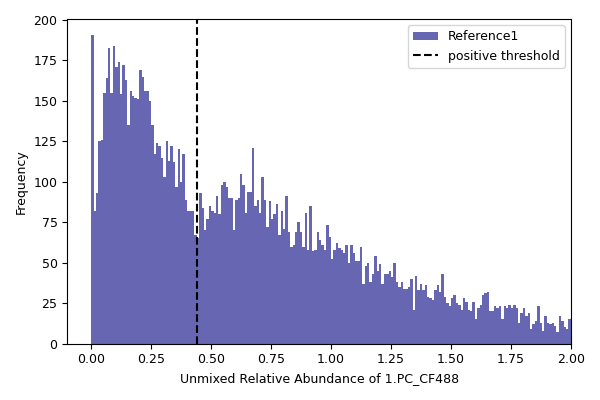 200
175
150
125
100
75
50
25
0
Frequency
Reference1
positive threshold
0.00 0.25 0.50 0.75 1.00 1.25 1.50 1.75 2.00
Unmixed Relative Abundance of 1.PC_CF488